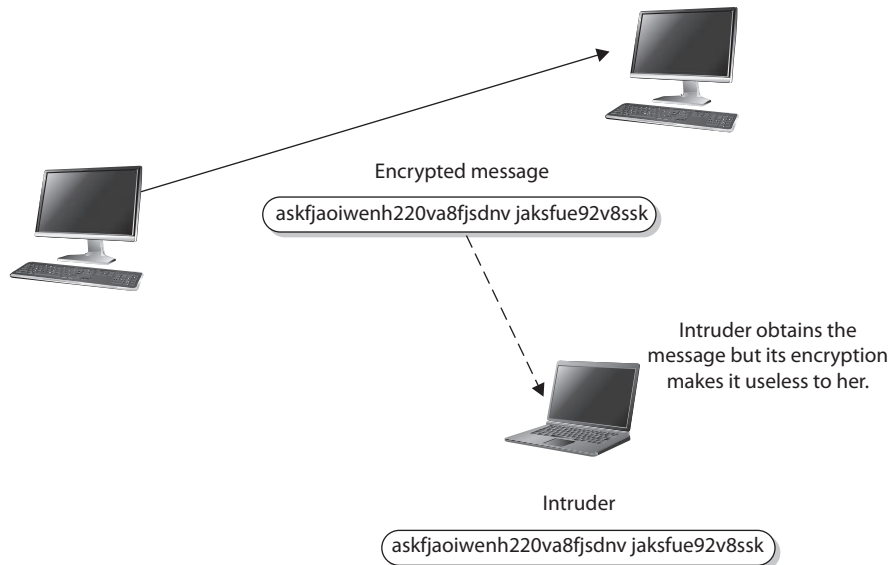 Encrypted message
askfjaoiwenh220va8fjsdnv jaksfue92v8ssk
Intruder obtains the
message but its encryption
makes it useless to her.
Intruder
askfjaoiwenh220va8fjsdnv jaksfue92v8ssk